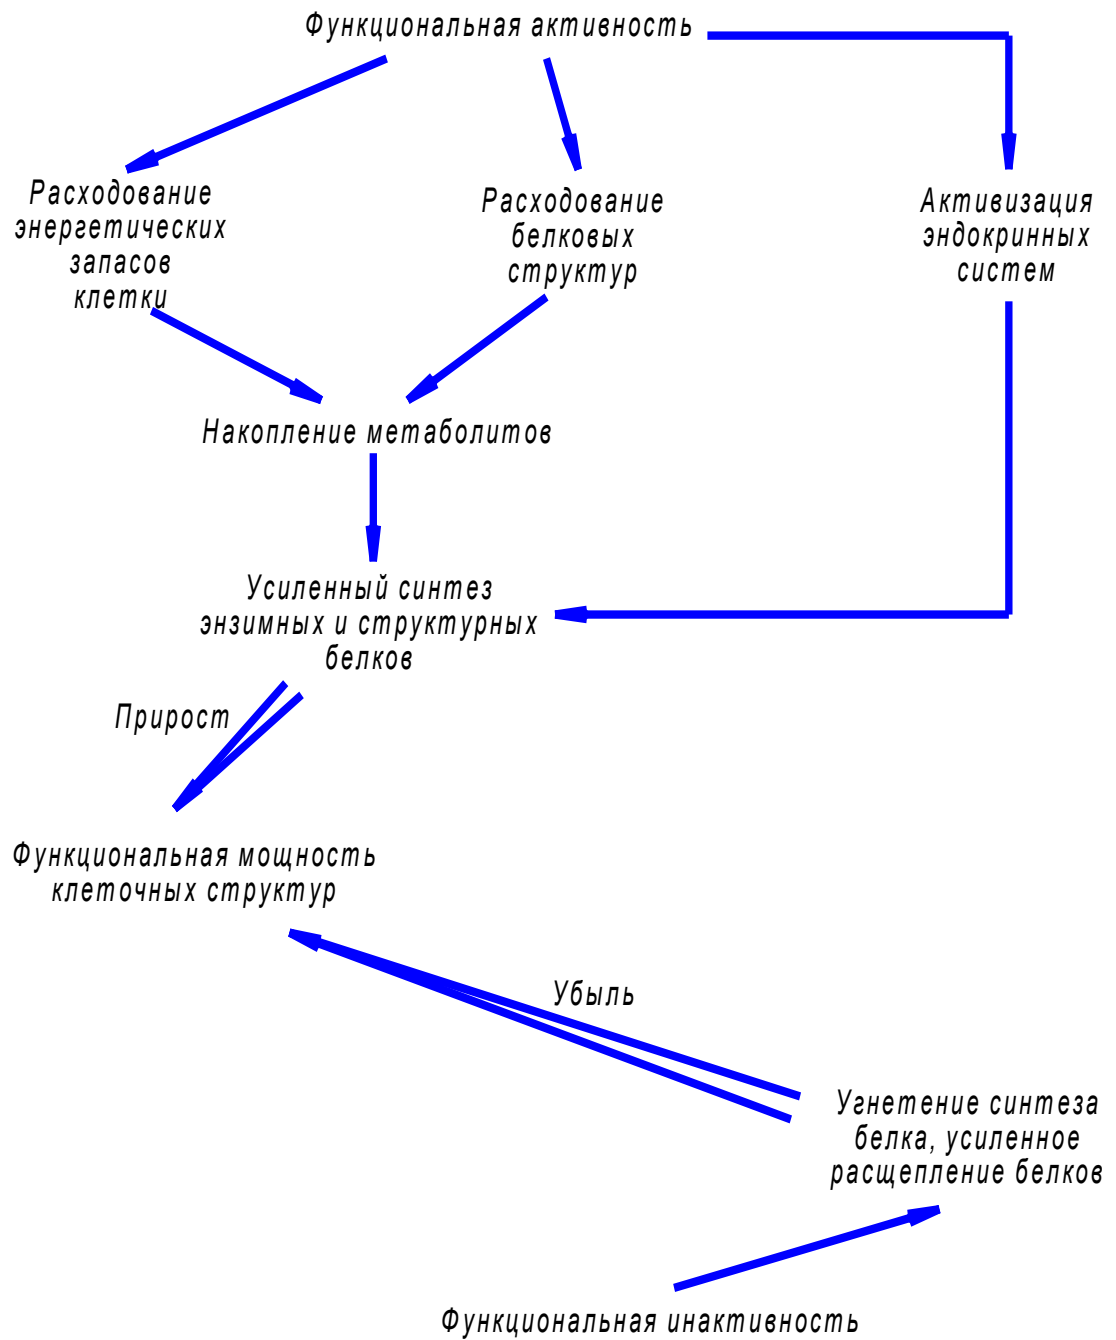 Функциональная активность
Расходование
энергетических
запасов
клетки
Расходование
белковых
структур
Активизация
эндокринных
систем
Накопление метаболитов
Усиленный синтез
энзимных и структурных
белков
Прирост
Функциональная мощность
клеточных структур
Убыль
Угнетение синтеза
белка, усиленное
расщепление белков
Функциональная инактивность